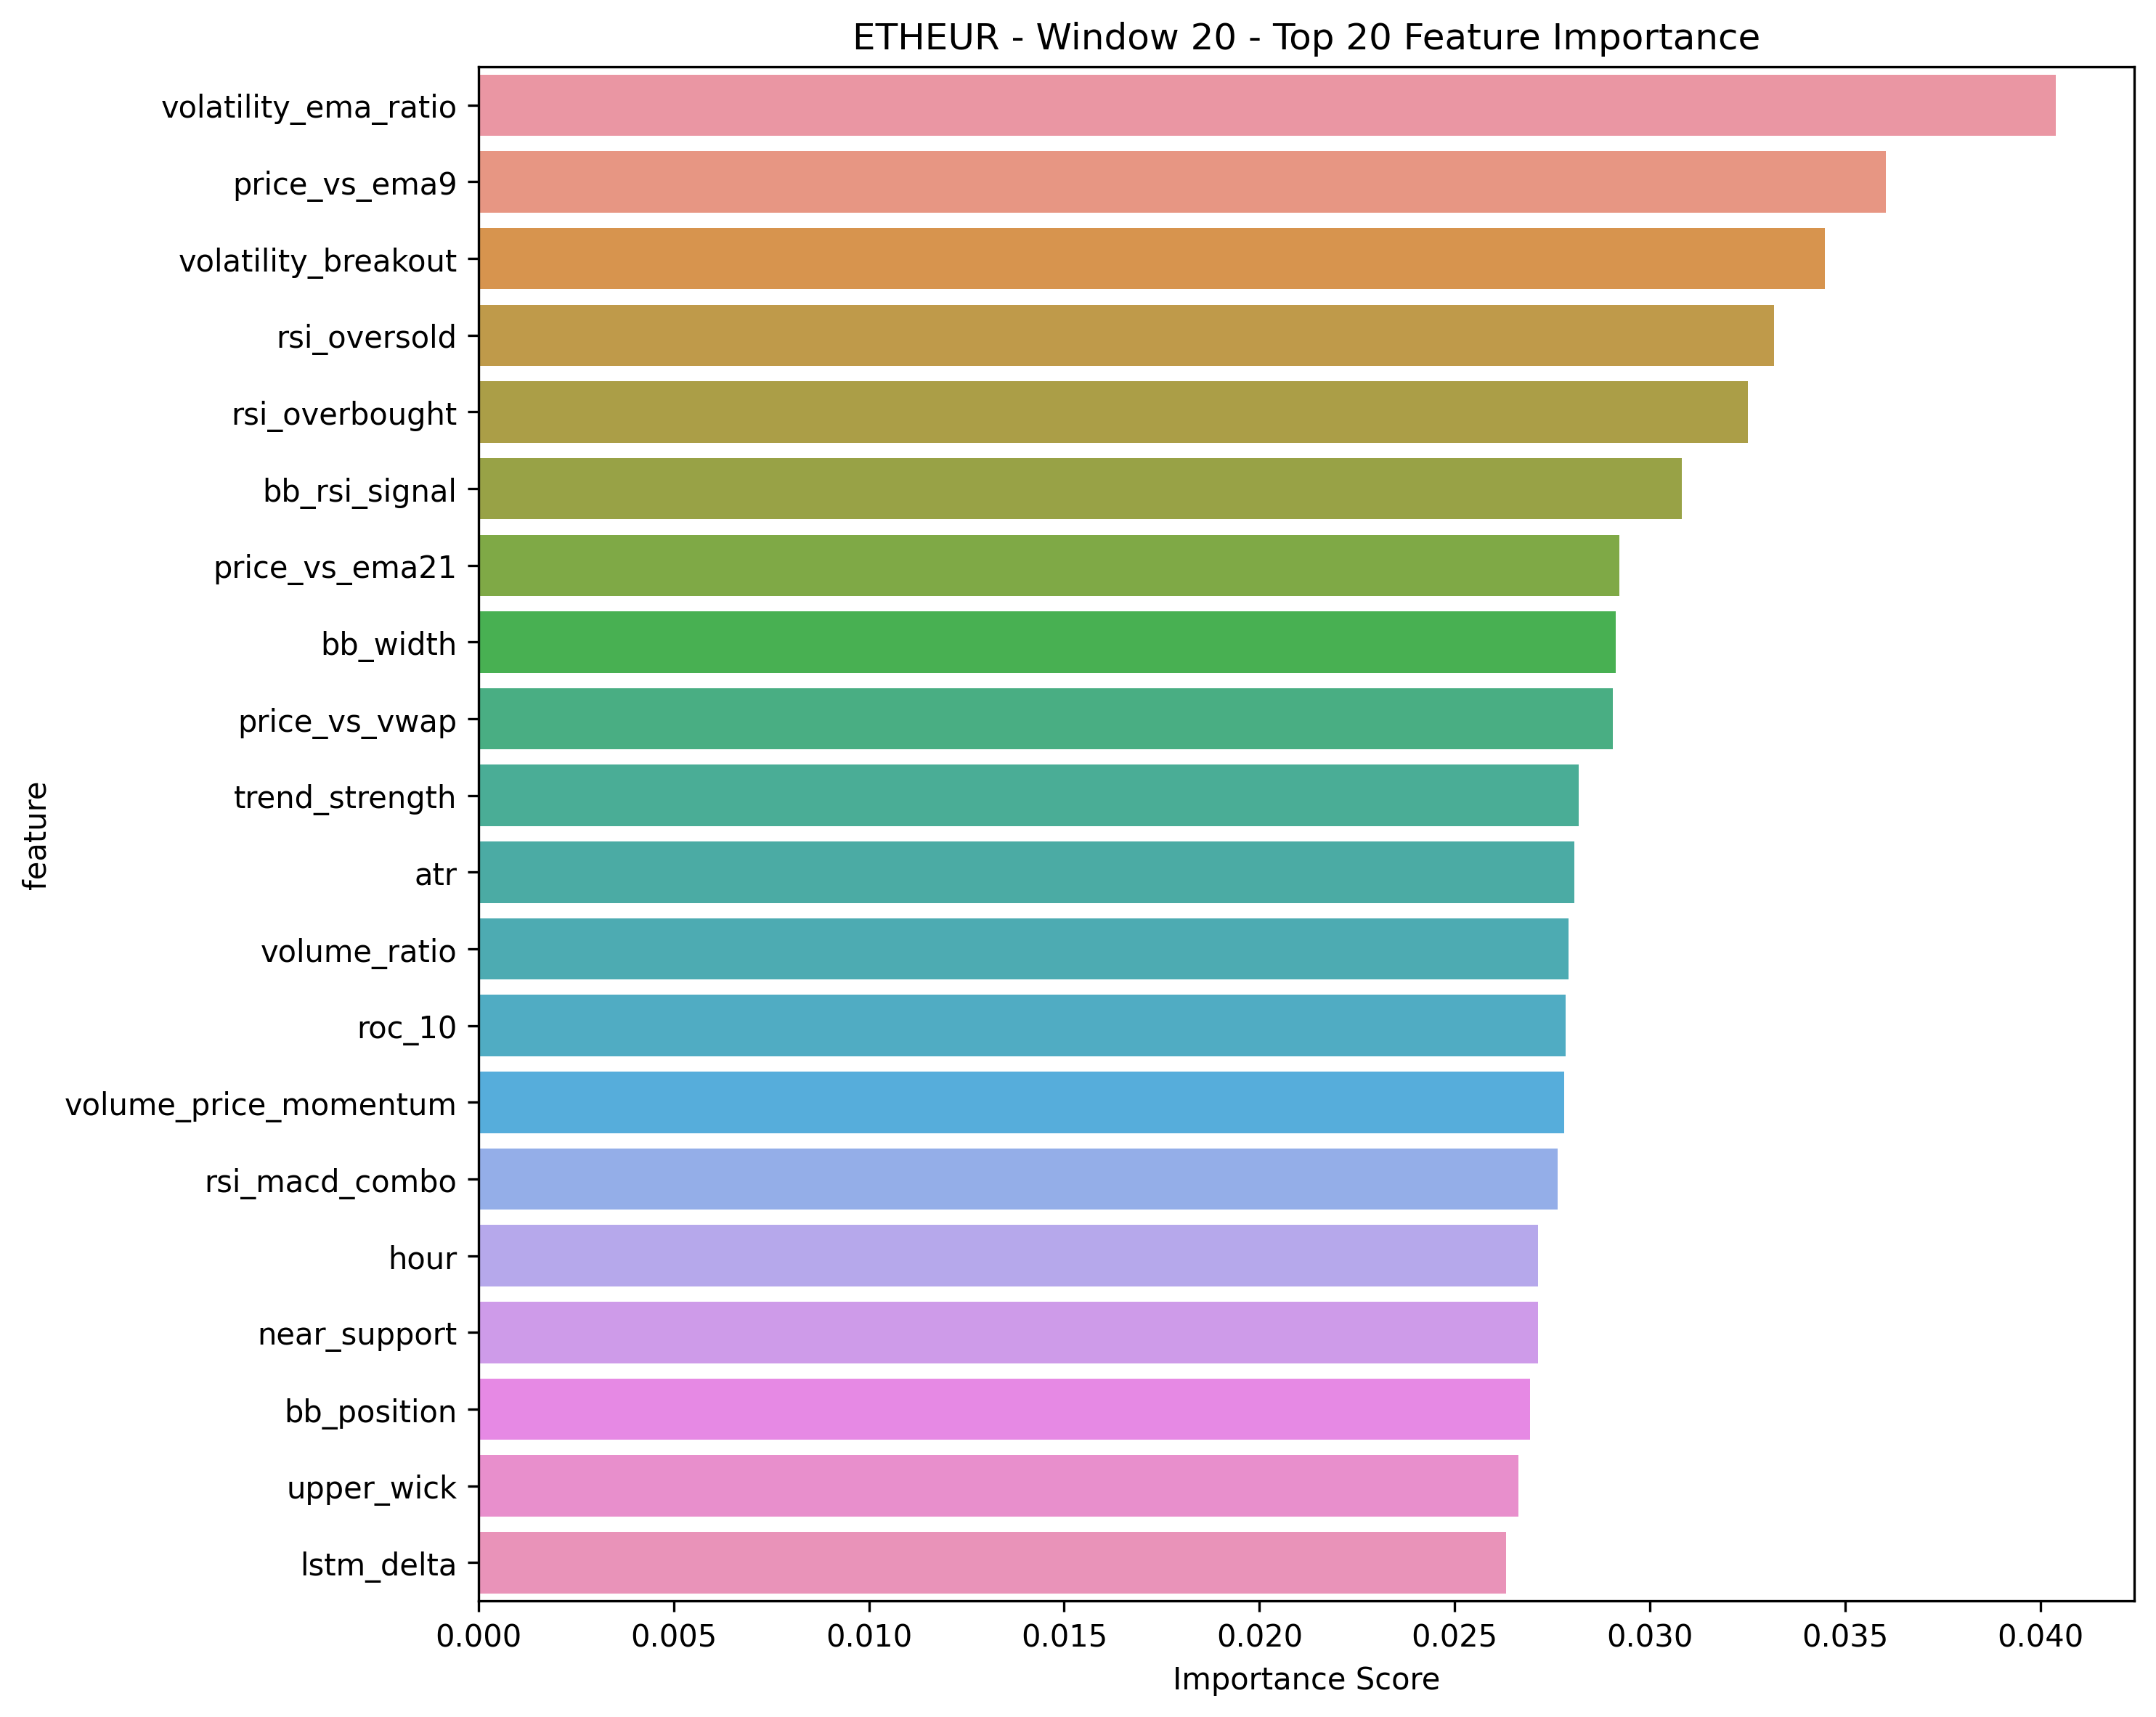 ETHEUR - Window 20 - Top 20 Feature Importance
volatility_ema_ratio
price_vs_ema9
volatility_breakout
rsi_oversold
rsi_overbought
bb_rsi_signal
price_vs_ema21
bb_width
price_vs_vwap
trend_strength
atr
volume_ratio
roc_10
volume_price_momentum
rsi_macd_combo
hour
near_support
bb_position
upper_wick
lstm_delta
feature
0.000 0.005 0.010 0.015 0.020 0.025 0.030 0.035 0.040
Importance Score